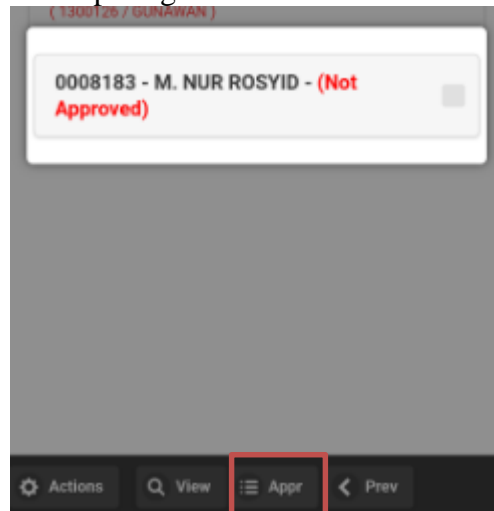 ( 1300126 / GUNAWAN )
0008183 - M. NUR ROSYID - (Not
Approved)
Actions View Appr Prev